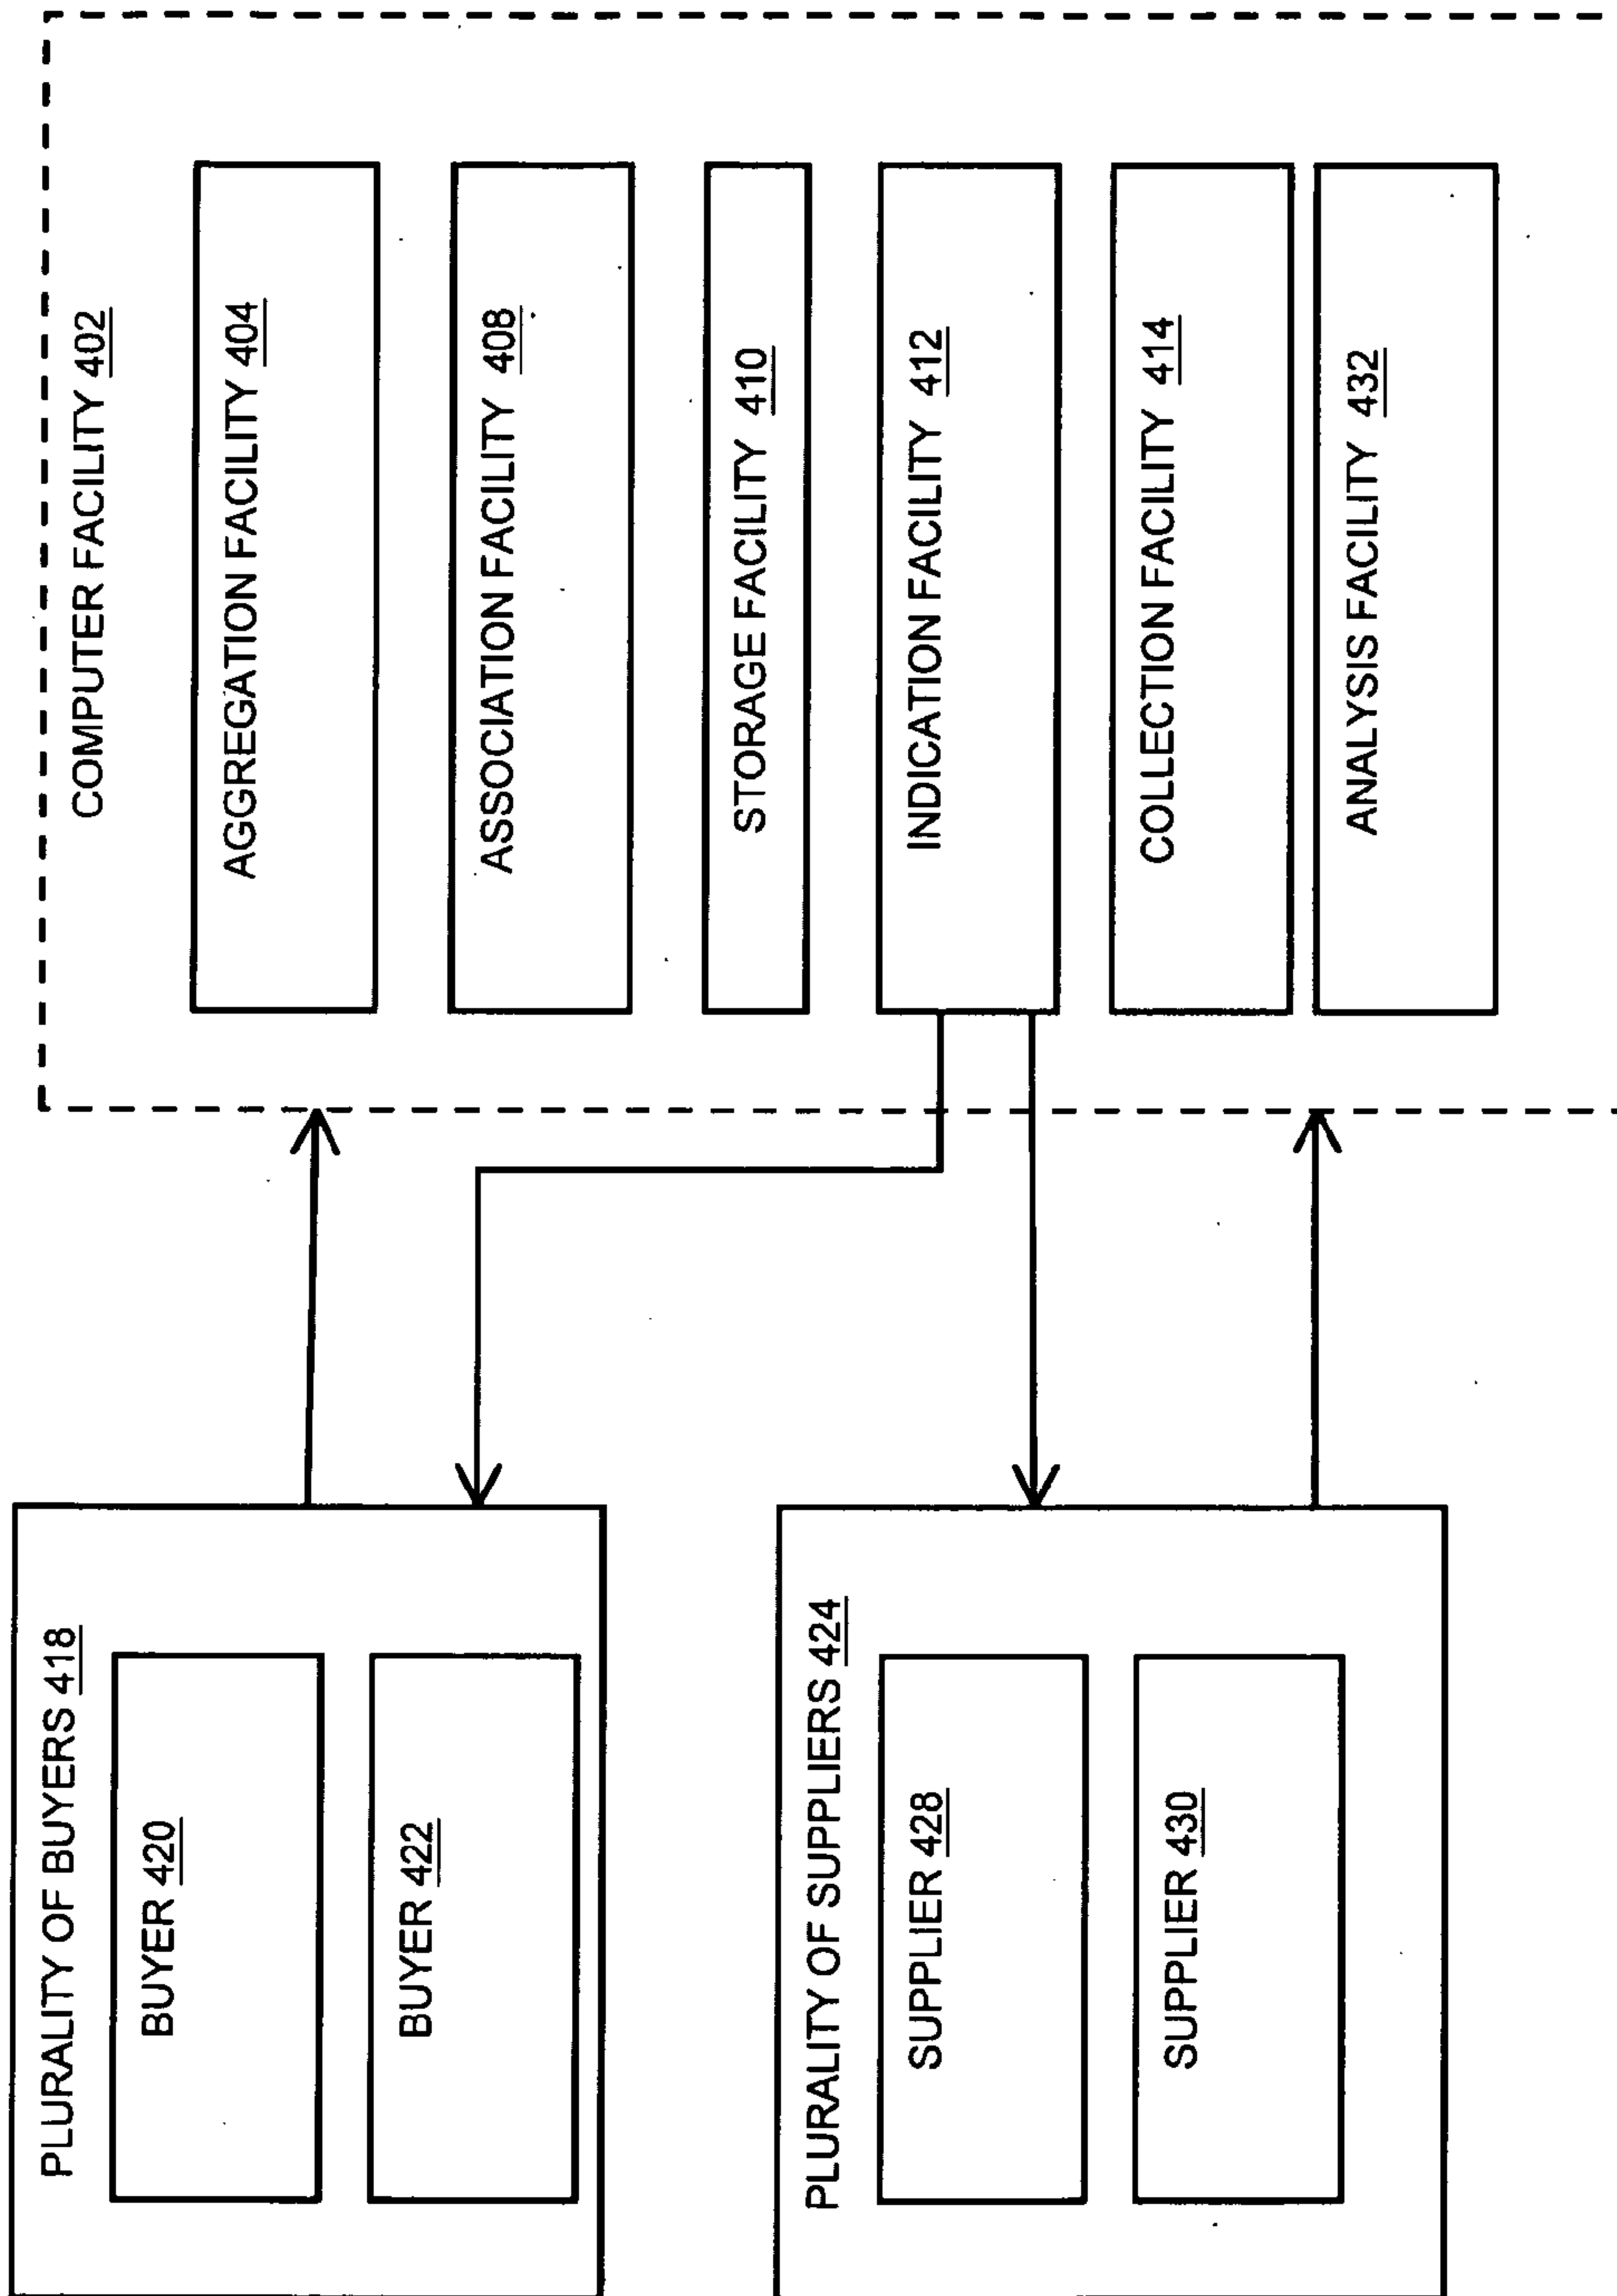 PLURALITY OF BUYERS 418
BUYER 420
BUYER 422
PLURALITY OF SUPPLIERS 424
SUPPLIER 428
SUPPLIER 430
COMPUTER FACILITY 402
AGGREGATION FACILITY 404
ASSOCIATION FACILITY 408
STORAGE FACILITY 410
INDICATION FACILITY 412
COLLECTION FACILITY 414
ANALYSIS FACILITY 432